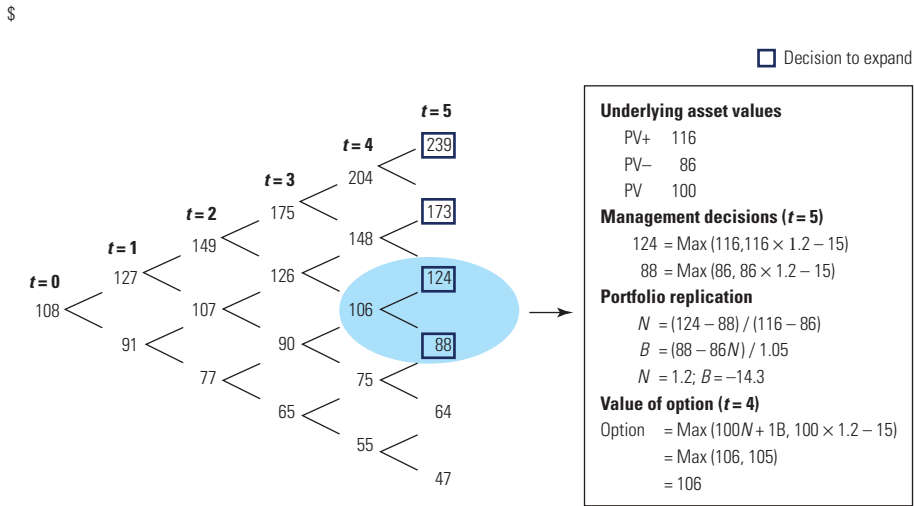 $
Decision to expand
t = 0
108
t = 1
127
91
t = 2
149
107
77
t = 3
175
126
90
65
t = 4
204
148
106
75
55
t = 5
239
173
124
88
64
47
Underlying asset values
PV+ 116
PV– 86
PV 100
Management decisions (t = 5)
124 = Max (116,116 × 1.2 – 15)
88 = Max (86, 86 × 1.2 – 15)
Portfolio replication
N = (124 – 88) / (116 – 86)
B = (88 – 86N) / 1.05
N = 1.2; B = –14.3
Value of option (t = 4)
Option = Max (100N + 1B, 100 × 1.2 – 15)
= Max (106, 105)
= 106